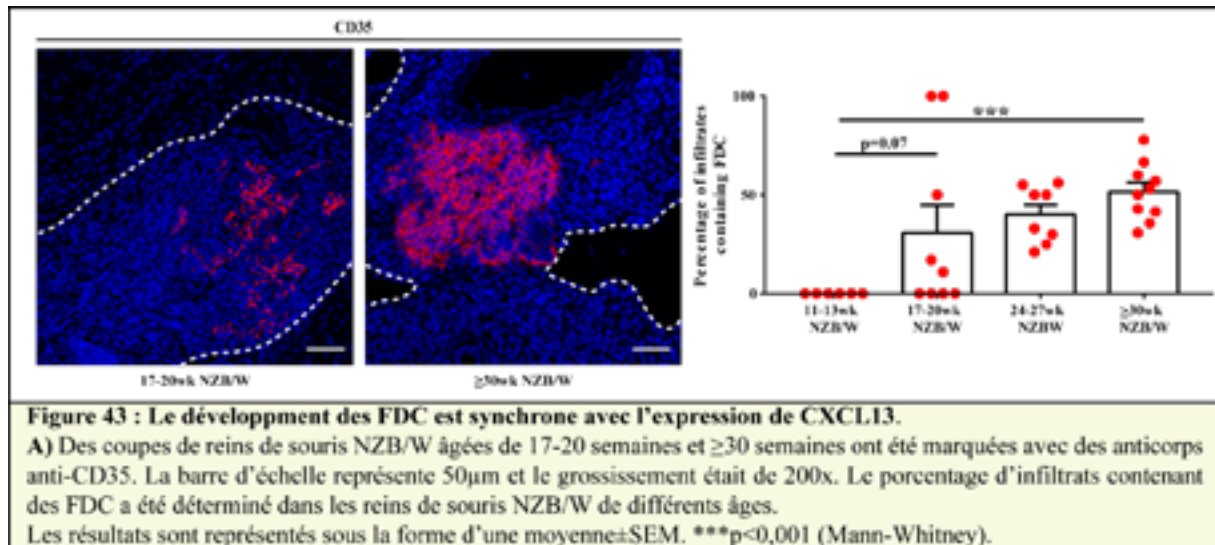 CD35
17-20wk NZB/W
≥30wk NZB/W
Percentage of infiltrates
containing FDC
100
50
0
***
p=0.07
11-13wk 17-20wk 24-27wk ≥30wk
NZB/W NZB/W NZBW NZB/W
Figure 43 : Le développment des FDC est synchrone avec l’expression de CXCL13.
A) Des coupes de reins de souris NZB/W âgées de 17-20 semaines et ≥30 semaines ont été marquées avec des anticorps
anti-CD35. La barre d’échelle représente 50µm et le grossissement était de 200x. Le porcentage d’infiltrats contenant
des FDC a été déterminé dans les reins de souris NZB/W de différents âges.
Les résultats sont représentés sous la forme d’une moyenne±SEM. ***p<0,001 (Mann-Whitney).